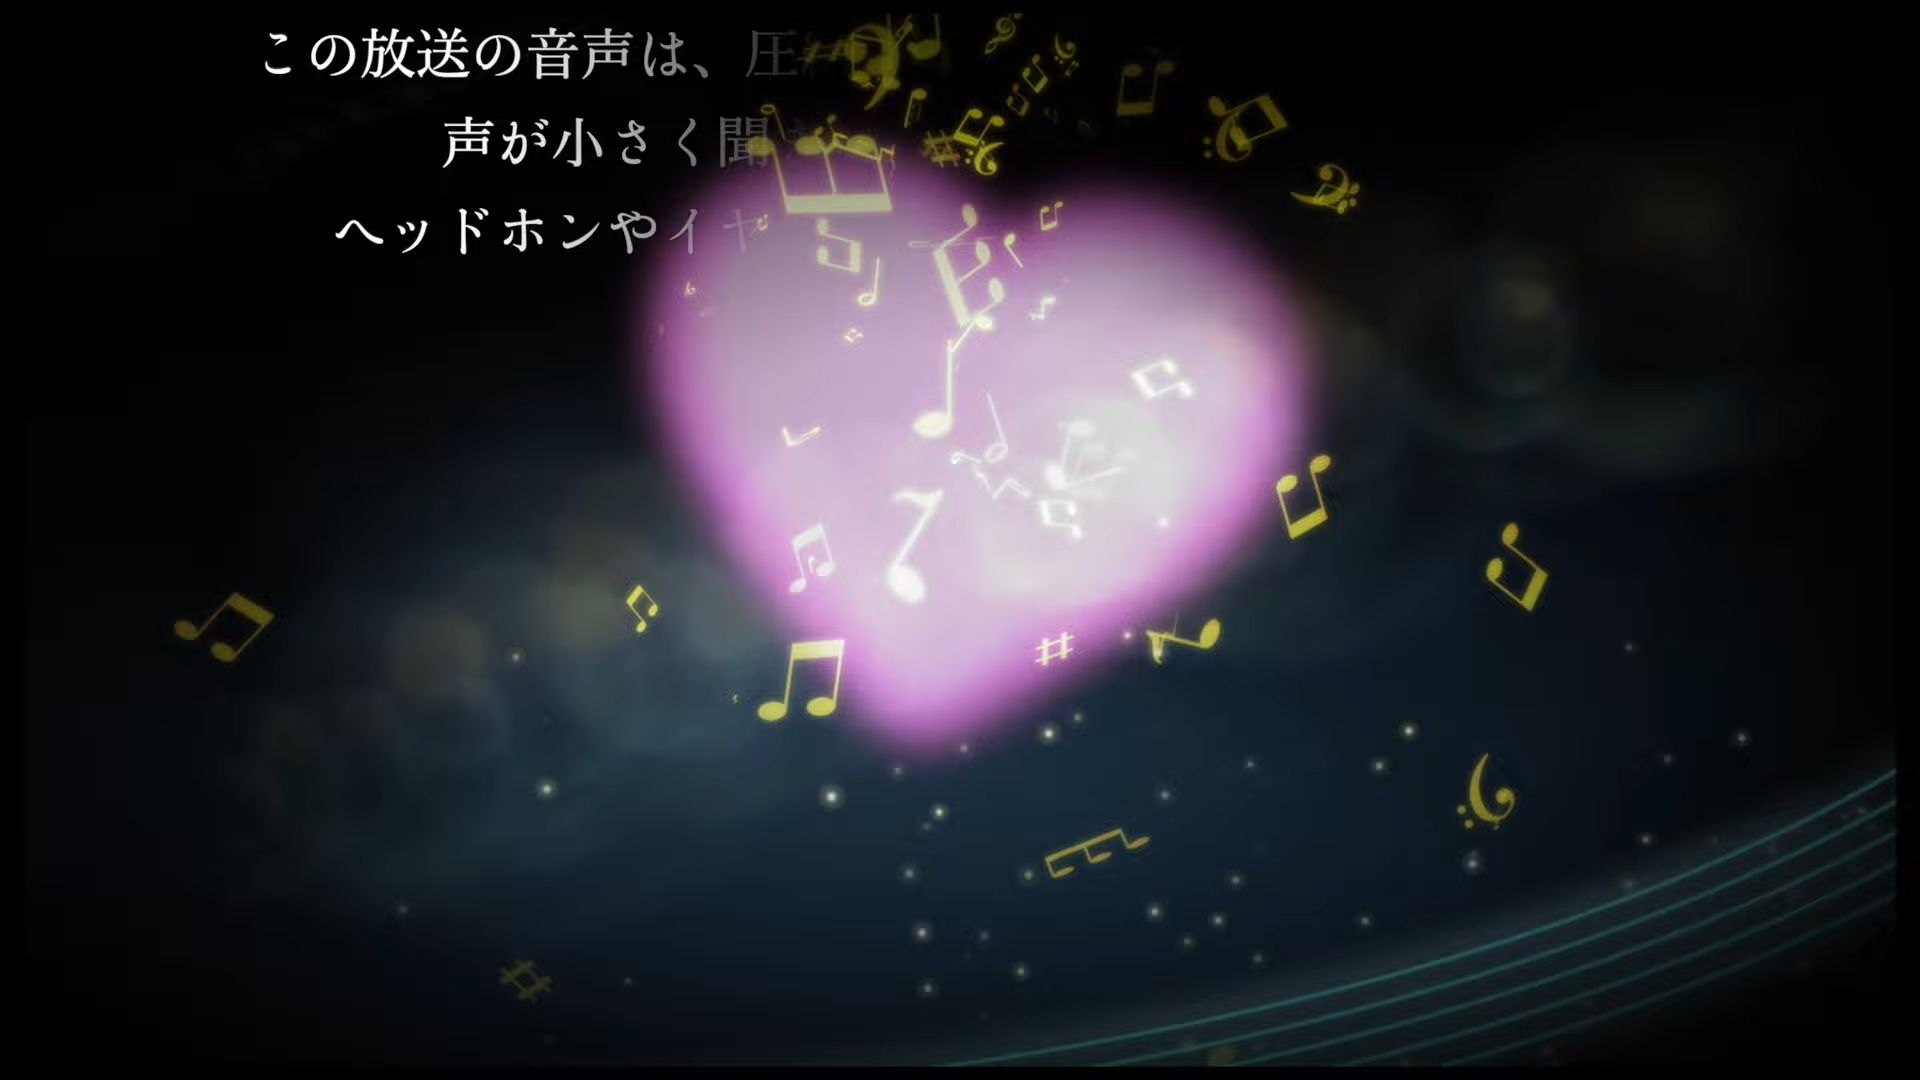 この放送の音声は、圧
声が小さく聞
ヘッドホンやイヤ